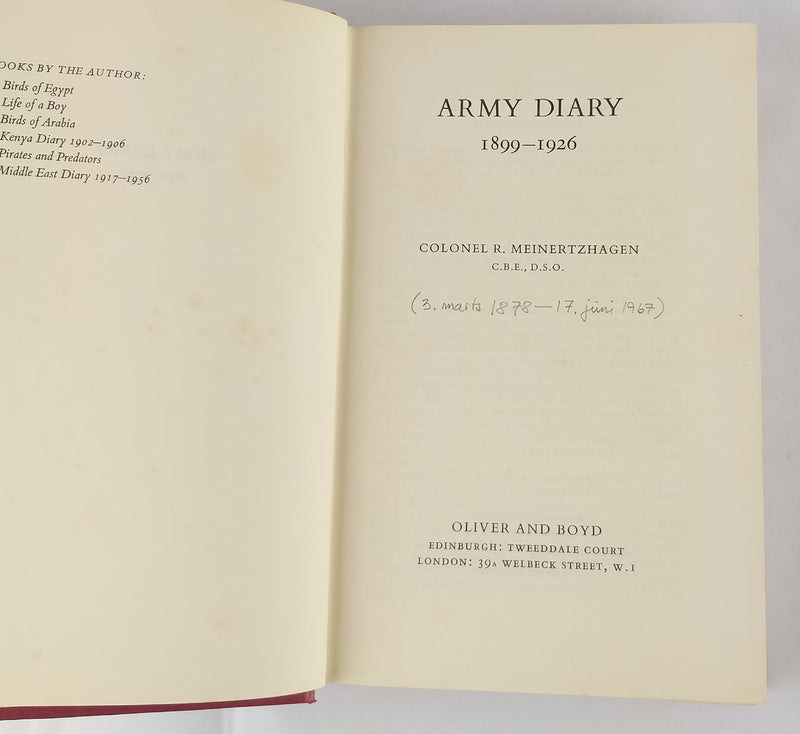 OOKS BY THE AUTHOR:
Birds of Egypt
Life of a Boy
Birds of Arabia
Kenya Diary 1902–1906
Pirates and Predators
Middle East Diary 1917–1956
ARMY DIARY
1899–1926
COLONEL R. MEINERTZHAGEN
C.B.E., D.S.O.
(3. marts 1878—17. juni 1967)
OLIVER AND BOYD
EDINBURGH: TWEEDDALE COURT
LONDON: 39A WELBECK STREET, W.1